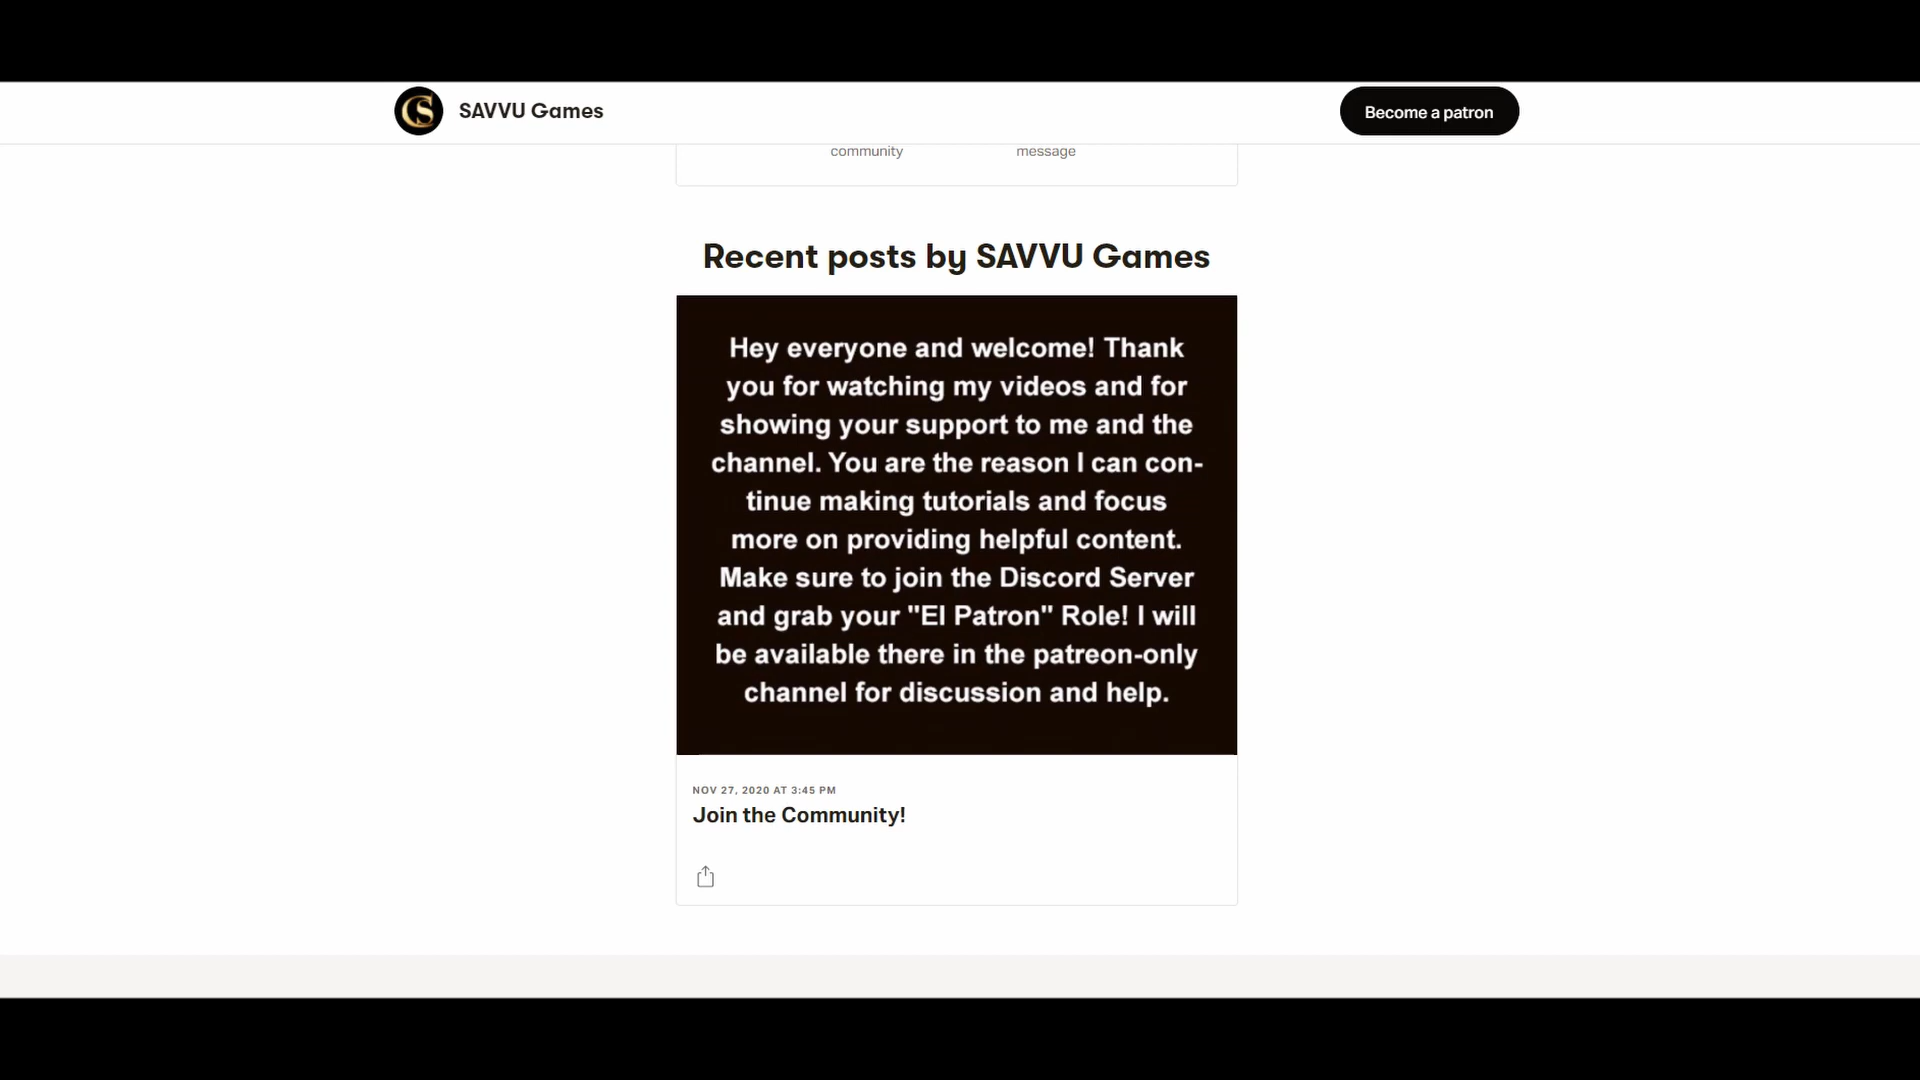 CS
SAVVU Games
Become a patron
community
message
Recent posts by SAVVU Games
Hey everyone and welcome! Thank
you for watching my videos and for
showing your support to me and the
channel. You are the reason I can con-
tinue making tutorials and focus
more on providing helpful content.
Make sure to join the Discord Server
and grab your "El Patron" Role! I will
be available there in the patreon-only
channel for discussion and help.
NOV 27, 2020 AT 3:45 PM
Join the Community!